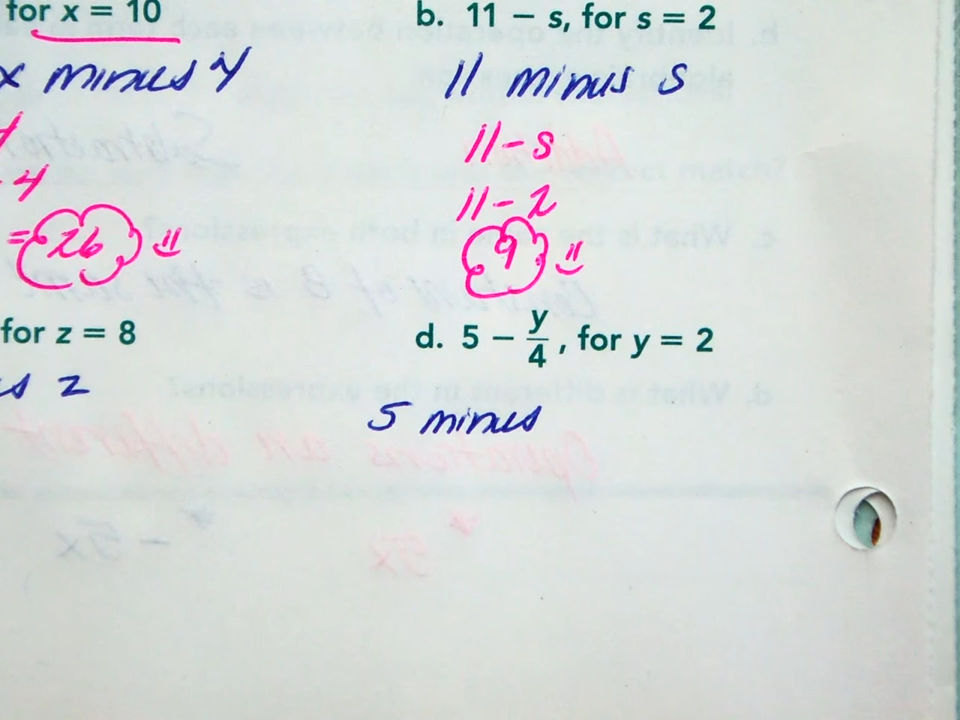 for x = 10
x minus 4
4
- 4
= 26
b. 11 – s, for s = 2
11 minus s
11 - s
11 - 2
9
for z = 8
s z
d. 5 – y/4, for y = 2
5 minus